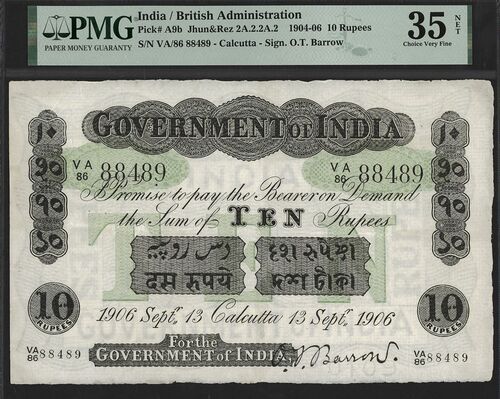 PMG
PAPER MONEY GUARANTY
India / British Administration
Pick# A9b Jhun&Rez 2A.2.2A.2 1904-06 10 Rupees
S/N VA/86 88489 - Calcutta - Sign. O.T. Barrow
35 NET
Choice Very Fine
GOVERNMENT OF INDIA
VA 86 88489 VA 86 88489
I Promise to pay the Bearer on Demand
the Sum of TEN Rupees
دس روپیہ
दस रुपये
1906 Septr. 13 Calcutta 13 Septr. 1906
10 RUPEES
10 RUPEES
For the
GOVERNMENT OF INDIA.
O.T. Barrow.
VA 86 88489 VA 86 88489